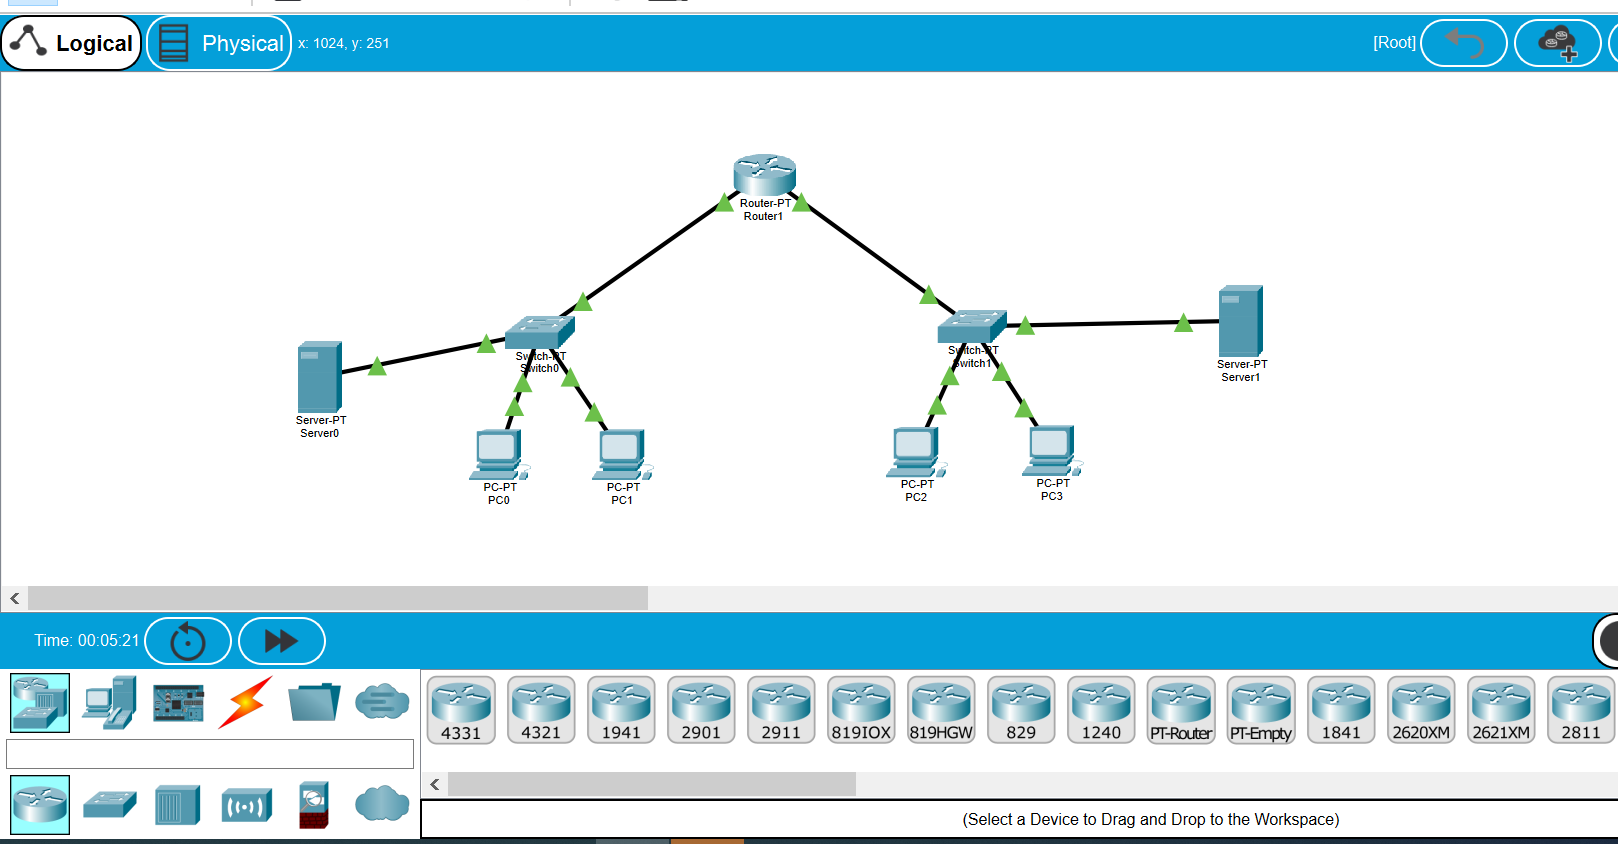 Logical
Physical
x: 1024, y: 251
[Root]
Router-PT
Router1
Switch-PT
Switch0
Switch-PT
Switch1
Server-PT
Server0
Server-PT
Server1
PC-PT
PC0
PC-PT
PC1
PC-PT
PC2
PC-PT
PC3
Time: 00:05:21
4331
4321
1941
2901
2911
819IOX
819HGW
829
1240
PT-Router
PT-Empty
1841
2620XM
2621XM
2811
(Select a Device to Drag and Drop to the Workspace)